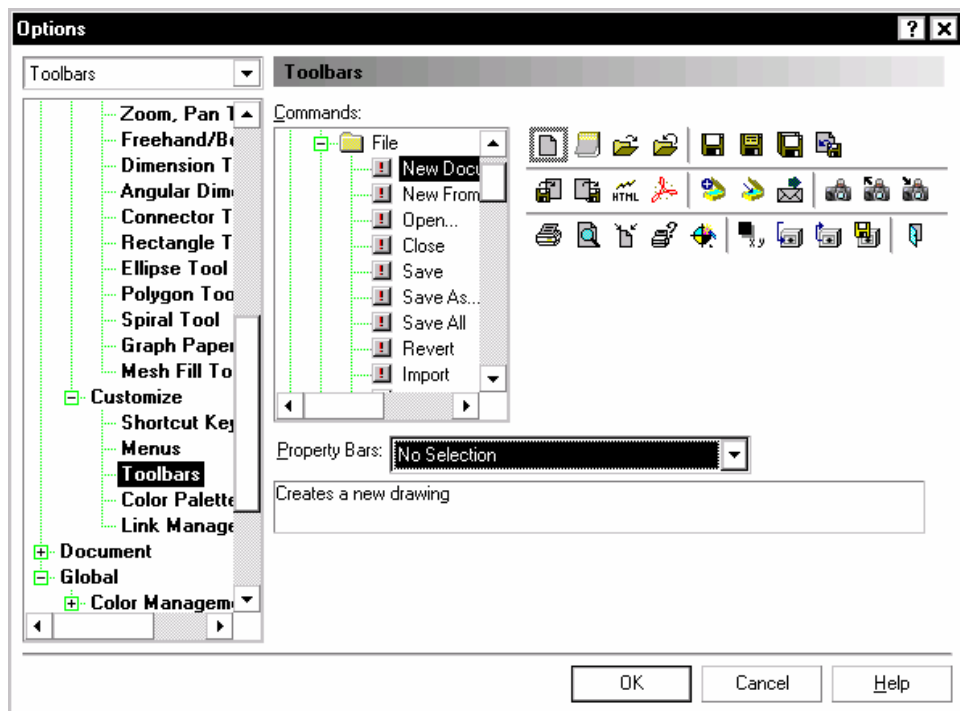 Options
Toolbars
Toolbars
Zoom, Pan T
Freehand/Be
Dimension T
Angular Dim
Connector T
Rectangle T
Ellipse Tool
Polygon Too
Spiral Tool
Graph Paper
Mesh Fill To
Customize
Shortcut Key
Menus
Toolbars
Color Palette
Link Manage
Document
Global
Color Managem
Commands:
File
New Docu
New From
Open...
Close
Save
Save As...
Save All
Revert
Import
HTML
x,y
Property Bars: No Selection
Creates a new drawing
OK
Cancel
Help